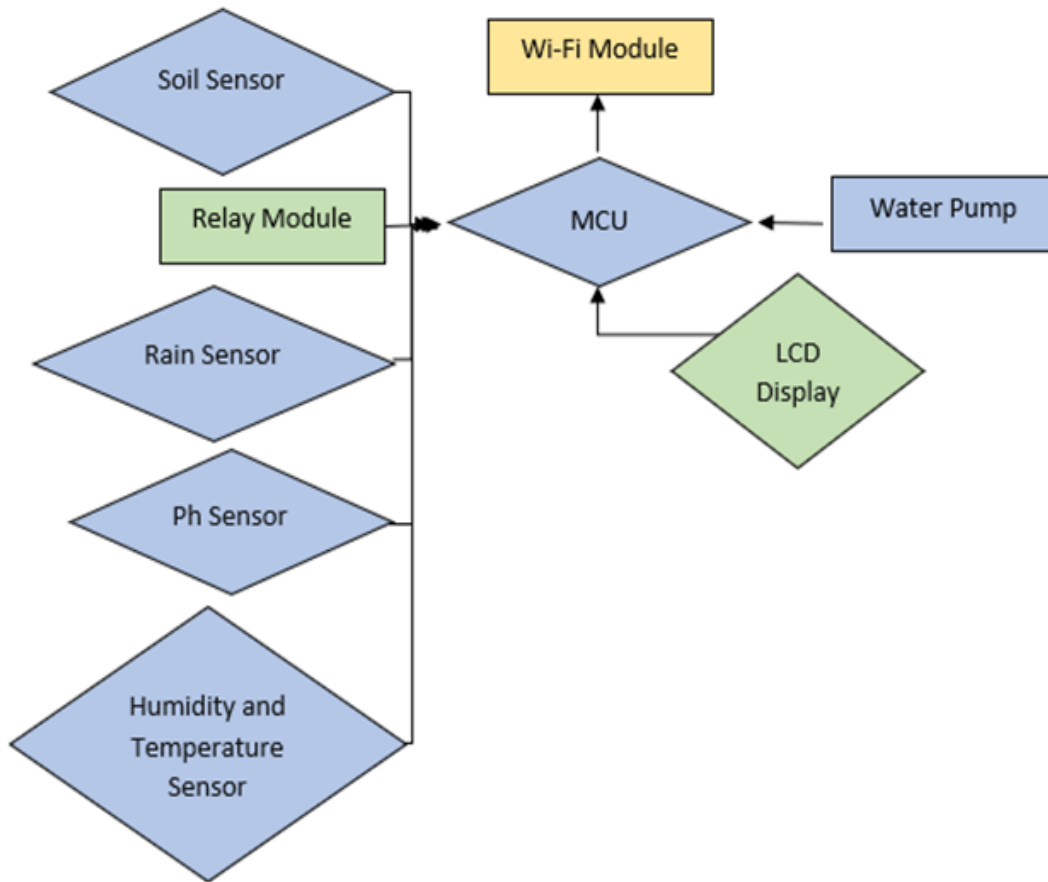 Soil Sensor
Wi-Fi Module
Relay Module
MCU
Water Pump
Rain Sensor
LCD
Display
Ph Sensor
Humidity and
Temperature
Sensor